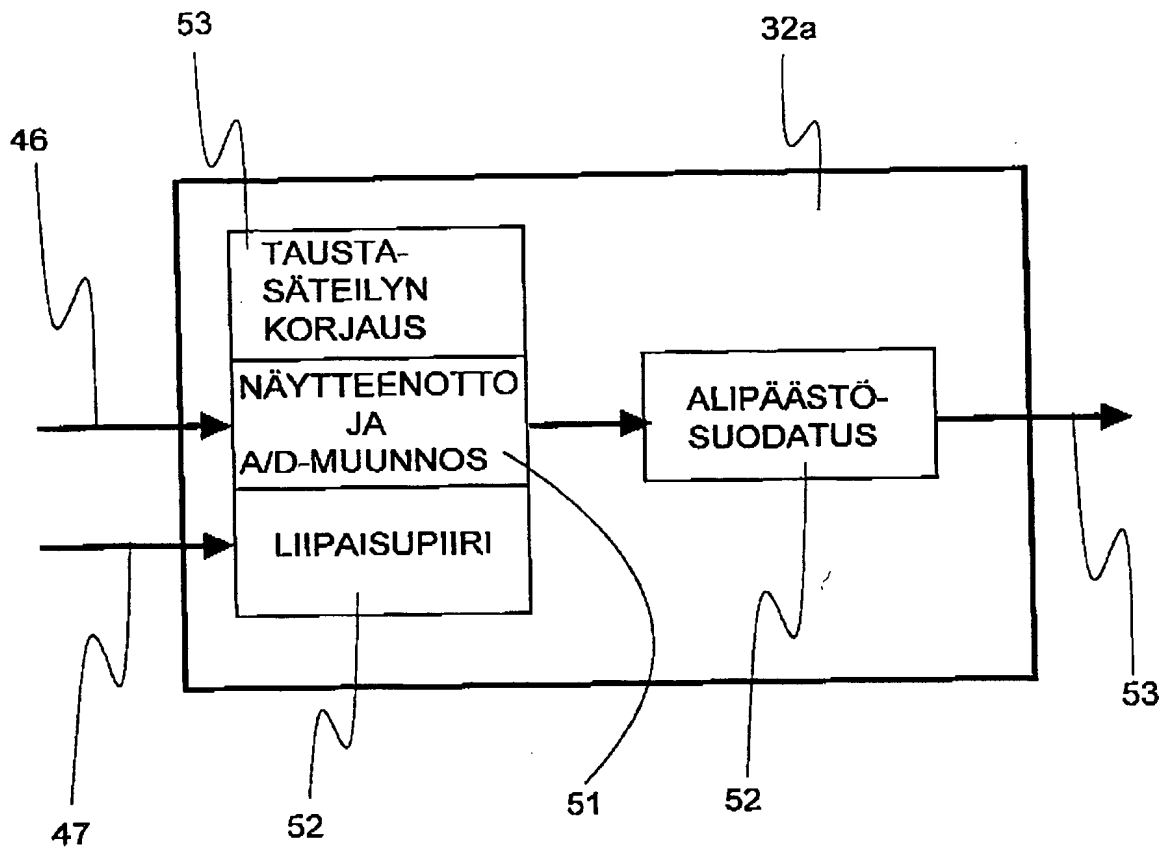 53
32a
46
TAUSTA-
SÄTEILYN
KORJAUS
NÄYTTEENOTTO
JA
A/D-MUUNNOS
LIIPAISUPIIRI
ALIPÄÄSTÖ-
SUODATUS
47
52
51
52
53